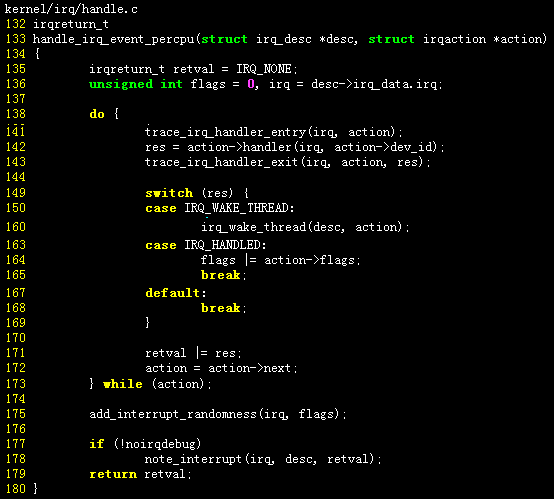 kernel/irq/handle.c
132 irqreturn_t
133 handle_irq_event_percpu(struct irq_desc *desc, struct irqaction *action)
134 {
135         irqreturn_t retval = IRQ_NONE;
136         unsigned int flags = 0, irq = desc->irq_data.irq;
137
138         do {
141                 trace_irq_handler_entry(irq, action);
142                 res = action->handler(irq, action->dev_id);
143                 trace_irq_handler_exit(irq, action, res);
144
149                 switch (res) {
150                 case IRQ_WAKE_THREAD:
160                         irq_wake_thread(desc, action);
163                 case IRQ_HANDLED:
164                         flags |= action->flags;
165                         break;
167                 default:
168                         break;
169                 }
170
171                 retval |= res;
172                 action = action->next;
173         } while (action);
174
175         add_interrupt_randomness(irq, flags);
176
177         if (!noirqdebug)
178                 note_interrupt(irq, desc, retval);
179         return retval;
180 }